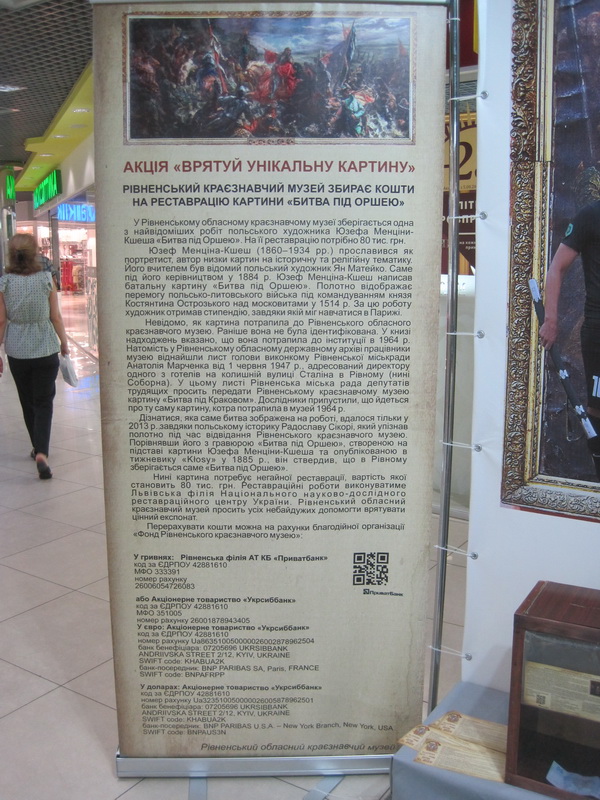 АКЦІЯ «ВРЯТУЙ УНІКАЛЬНУ КАРТИНУ»
РІВНЕНСЬКИЙ КРАЄЗНАВЧИЙ МУЗЕЙ ЗБИРАЄ КОШТИ
НА РЕСТАВРАЦІЮ КАРТИНИ «БИТВА ПІД ОРШЕЮ»
У Рівненському обласному краєзнавчому музеї зберігається одна
з найвідоміших робіт польського художника Юзефа Менціни-
Кшеша «Битва під Оршею». На її реставрацію потрібно 80 тис. грн.
Юзеф Менціна-Кшеш (1860–1934 рр.) прославився як
портретист, автор низки картин на історичну та релігійну тематику.
Його вчителем був відомий польський художник Ян Матейко. Саме
під його керівництвом у 1884 р. Юзеф Менціна-Кшеш написав
батальну картину «Битва під Оршею». Полотно відображає
перемогу польсько-литовського війська під командуванням князя
Костянтина Острозького над московитами у 1514 р. За цю роботу
художник отримав стипендію, завдяки якій міг навчатися в Парижі.
Невідомо, як картина потрапила до Рівненського обласного
краєзнавчого музею. Раніше вона не була ідентифікована. У книзі
надходжень вказано, що вона потрапила до інституції в 1964 р.
Натомість у Рівненському обласному державному архіві працівники
музею віднайшли лист голови виконкому Рівненської міськради
Анатолія Марченка від 1 червня 1947 р., адресований директору
одного з готелів на колишній вулиці Сталіна в Рівному (нині
Соборна). У цьому листі Рівненська міська рада депутатів
трудящих просить передати Рівненському краєзнавчому музею
картину «Битва під Краковом». Дослідники припустили, що йдеться
про ту саму картину, котра потрапила в музей 1964 р.
Дізнатися, яка саме битва зображена на роботі, вдалося тільки у
2013 р. завдяки польському історику Радославу Сікорі, який упізнав
полотно під час відвідання Рівненського краєзнавчого музею.
Порівнявши його з гравюрою «Битва під Оршею», створеною на
підставі картини Юзефа Менціни-Кшеша та опублікованою в
тижневику «Kłosy» у 1885 р., він ствердив, що в Рівному
зберігається саме «Битва під Оршею».
Нині картина потребує негайної реставрації, вартість якої
становить 80 тис. грн. Реставраційні роботи виконуватиме
Львівська філія Національного науково-дослідного
реставраційного центру України. Рівненський обласний
краєзнавчий музей просить усіх небайдужих допомогти врятувати
цінний експонат.
Перерахувати кошти можна на рахунки благодійної організації
«Фонд Рівненського краєзнавчого музею»:
У гривнях: Рівненська філія АТ КБ «Приватбанк»
код за ЄДРПОУ 42881610
МФО 333391
номер рахунку
26006054726083
ПриватБанк
або Акціонерне товариство «Укрсиббанк»
код за ЄДРПОУ 42881610
МФО 351005
номер рахунку 26001878943405
У євро: Акціонерне товариство «Укрсиббанк»
код за ЄДРПОУ 42881610
номер рахунку Ua863510050000026002878962504
банк бенефіціара: 07205696 UKRSIBBANK
ANDRIIVSKA STREET 2/12, KYIV, UKRAINE
SWIFT code: KHABUA2K
банк-посередник: BNP PARIBAS SA, Paris, FRANCE
SWIFT code: BNPAFRPP
У доларах: Акціонерне товариство «Укрсиббанк»
код за ЄДРПОУ 42881610
номер рахунку Ua323510050000026005878962501
банк бенефіціара: 07205696 UKRSIBBANK
ANDRIIVSKA STREET 2/12, KYIV, UKRAINE
SWIFT code: KHABUA2K
банк-посередник: BNP PARIBAS U.S.A. – New York Branch, New York, USA
SWIFT code: BNPAUS3N
Рівненський обласний краєзнавчий музей